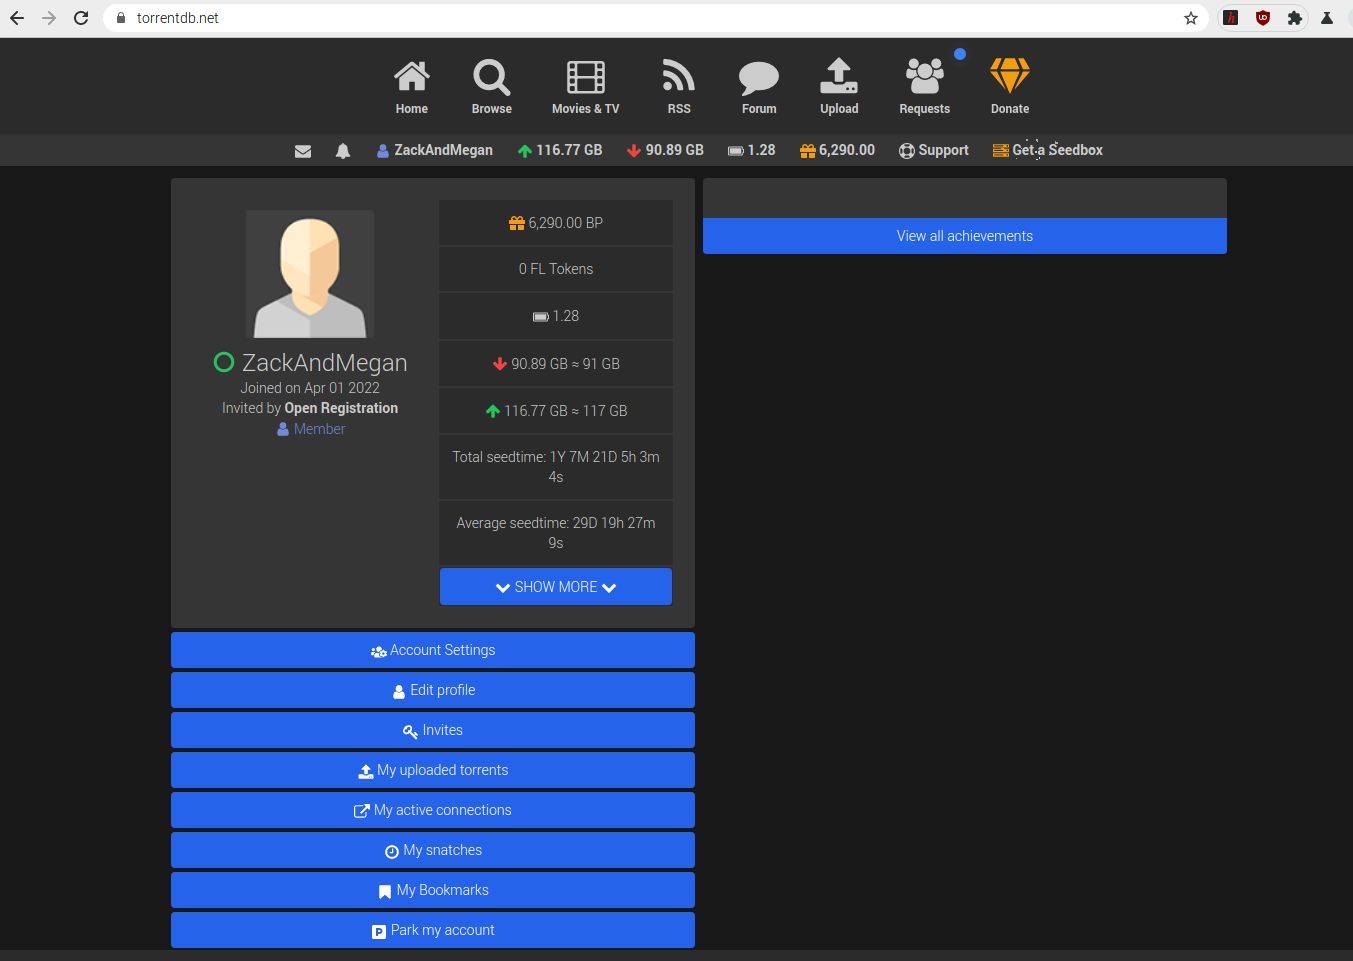 torrentdb.net
Home Browse Movies & TV RSS Forum Upload Requests Donate
ZackAndMegan 116.77 GB 90.89 GB 1.28 6,290.00 Support Get a Seedbox
ZackAndMegan
Joined on Apr 01 2022
Invited by Open Registration
Member
6,290.00 BP
0 FL Tokens
1.28
90.89 GB ≈ 91 GB
116.77 GB ≈ 117 GB
Total seedtime: 1Y 7M 21D 5h 3m
4s
Average seedtime: 29D 19h 27m
9s
SHOW MORE
View all achievements
Account Settings
Edit profile
Invites
My uploaded torrents
My active connections
My snatches
My Bookmarks
P Park my account